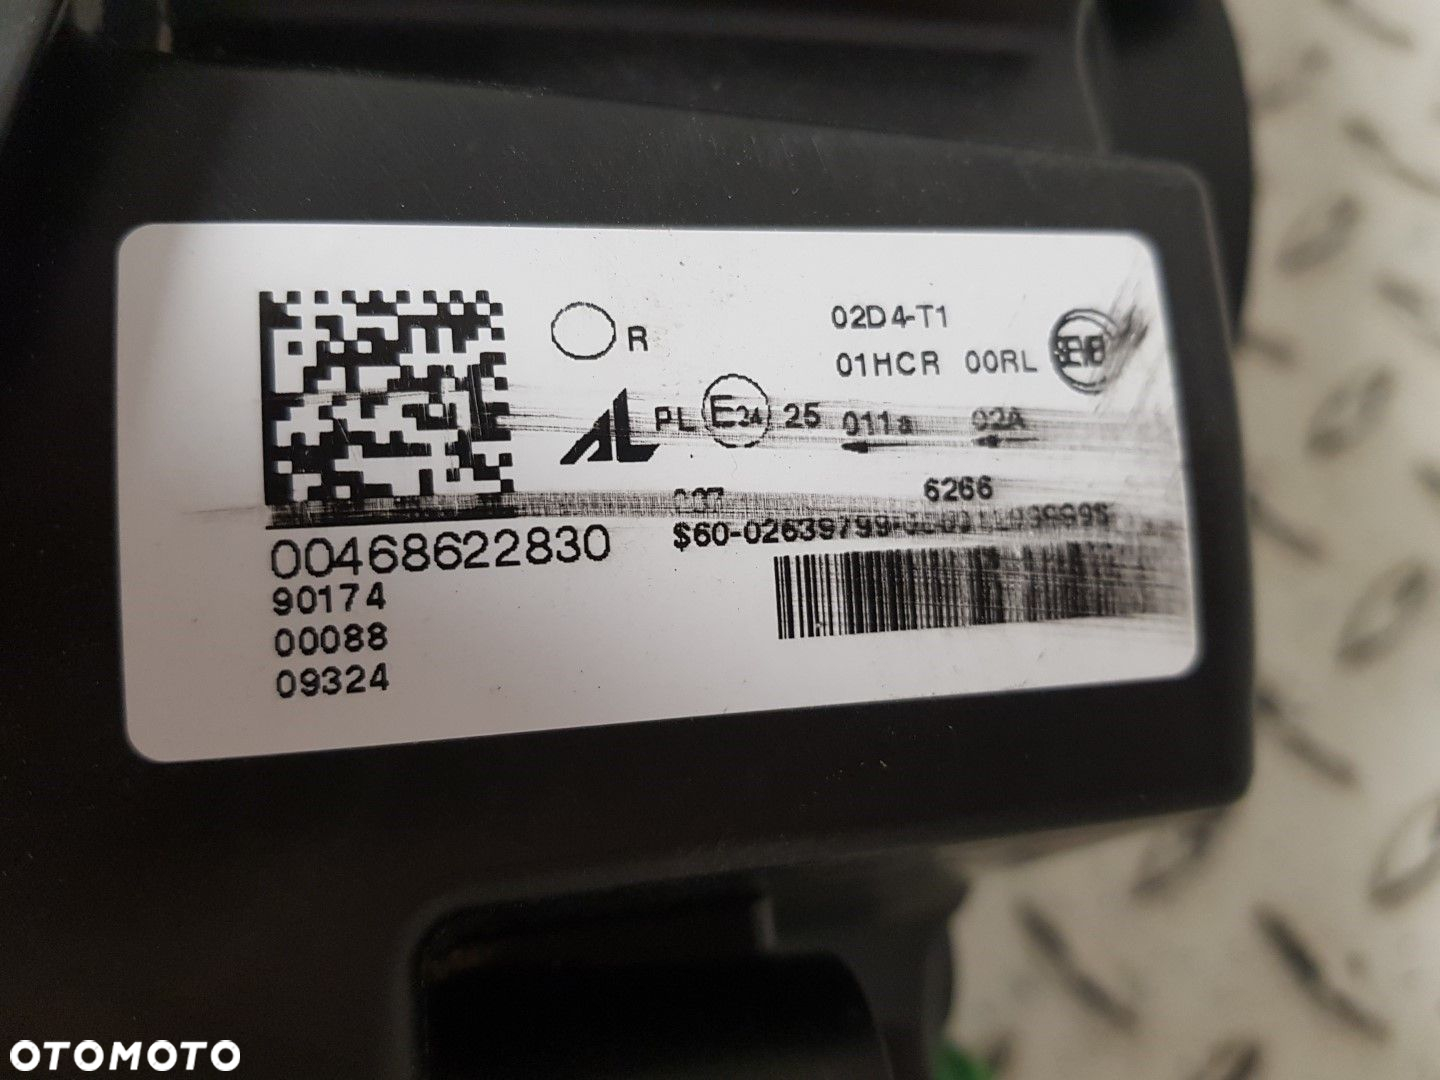 R
02D4-T1
01HCR 00RL
AL PL E24 25 011a 02A
6266
00468622830
90174
00088
09324
OTOMOTO